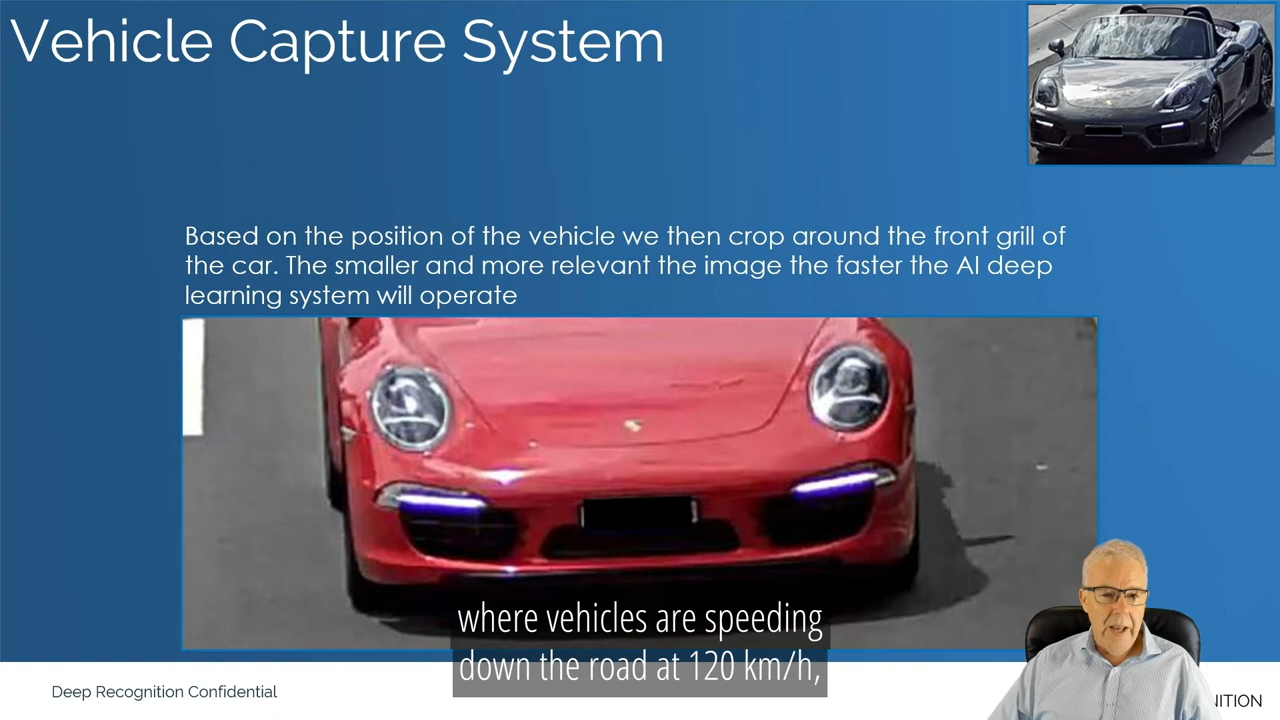 Vehicle Capture System
Based on the position of the vehicle we then crop around the front grill of
the car. The smaller and more relevant the image the faster the AI deep
learning system will operate
where vehicles are speeding
down the road at 120 km/h,
Deep Recognition Confidential
NITION